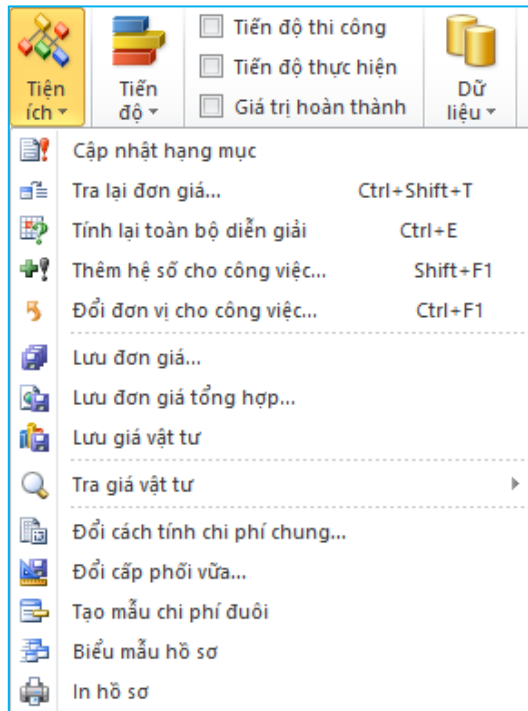 Tiện ích
Tiến độ
Tiến độ thi công
Tiến độ thực hiện
Giá trị hoàn thành
Dữ liệu
Cập nhật hạng mục
Tra lại đơn giá... Ctrl+Shift+T
Tính lại toàn bộ diễn giải Ctrl+E
Thêm hệ số cho công việc... Shift+F1
Đổi đơn vị cho công việc... Ctrl+F1
Lưu đơn giá...
Lưu đơn giá tổng hợp...
Lưu giá vật tư
Tra giá vật tư
Đổi cách tính chi phí chung...
Đổi cấp phối vữa...
Tạo mẫu chi phí đuôi
Biểu mẫu hồ sơ
In hồ sơ